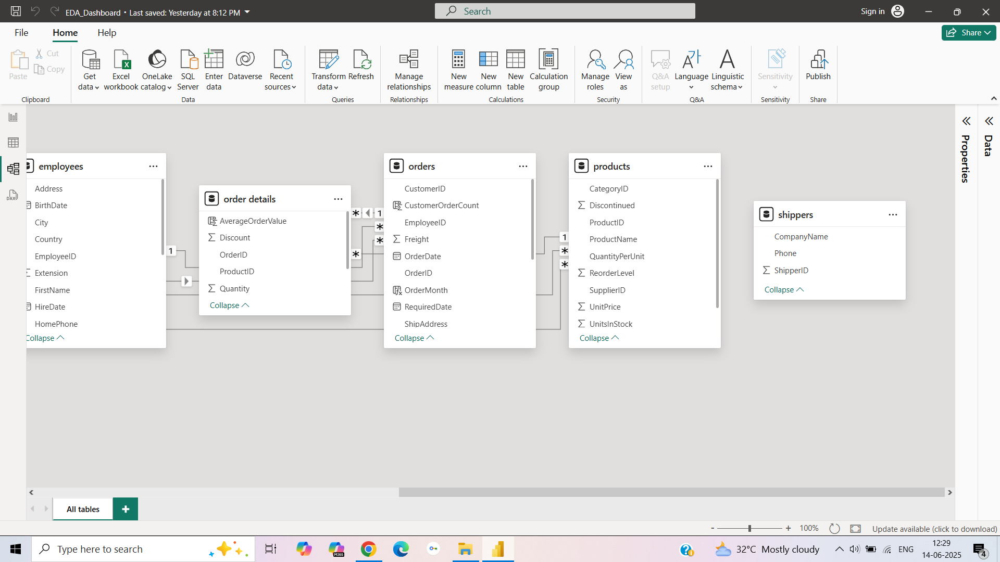 EDA_Dashboard • Last saved: Yesterday at 8:12 PM
Search
Sign in
File
Home
Help
Share
Paste
Cut
Copy
Clipboard
Get data
Excel workbook
OneLake catalog
SQL Server
Enter data
Dataverse
Recent sources
Data
Transform data
Refresh
Queries
Manage relationships
Relationships
New measure
New column
New table
Calculation group
Calculations
Manage roles
View as
Security
Q&A setup
Language
Linguistic schema
Q&A
Sensitivity
Sensitivity
Publish
Share
DAX
employees
Address
BirthDate
City
Country
EmployeeID
Extension
FirstName
HireDate
HomePhone
Collapse
1
order details
AverageOrderValue
Discount
OrderID
ProductID
Quantity
Collapse
* 1
*
*
*
orders
CustomerID
CustomerOrderCount
EmployeeID
Freight
OrderDate
OrderID
OrderMonth
RequiredDate
ShipAddress
Collapse
1
*
*
products
CategoryID
Discontinued
ProductID
ProductName
QuantityPerUnit
ReorderLevel
SupplierID
UnitPrice
UnitsInStock
Collapse
shippers
CompanyName
Phone
ShipperID
Collapse
Properties
Data
All tables
+
- + 100%
Update available (click to download)
Type here to search
M365
32°C Mostly cloudy
ENG
12:29
14-06-2025
4